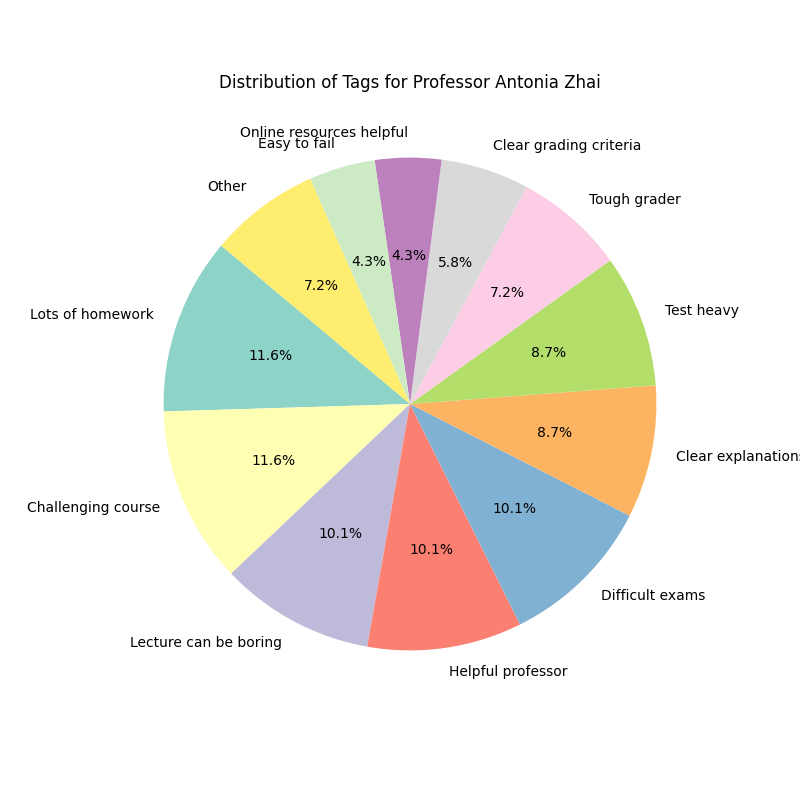 Distribution of Tags for Professor Antonia Zhai
Online resources helpful
Easy to fail
Clear grading criteria
Other
Tough grader
Lots of homework
Test heavy
Challenging course
Clear explanations
Lecture can be boring
Difficult exams
Helpful professor
4.3%
4.3%
5.8%
7.2%
7.2%
11.6%
8.7%
8.7%
11.6%
10.1%
10.1%
10.1%